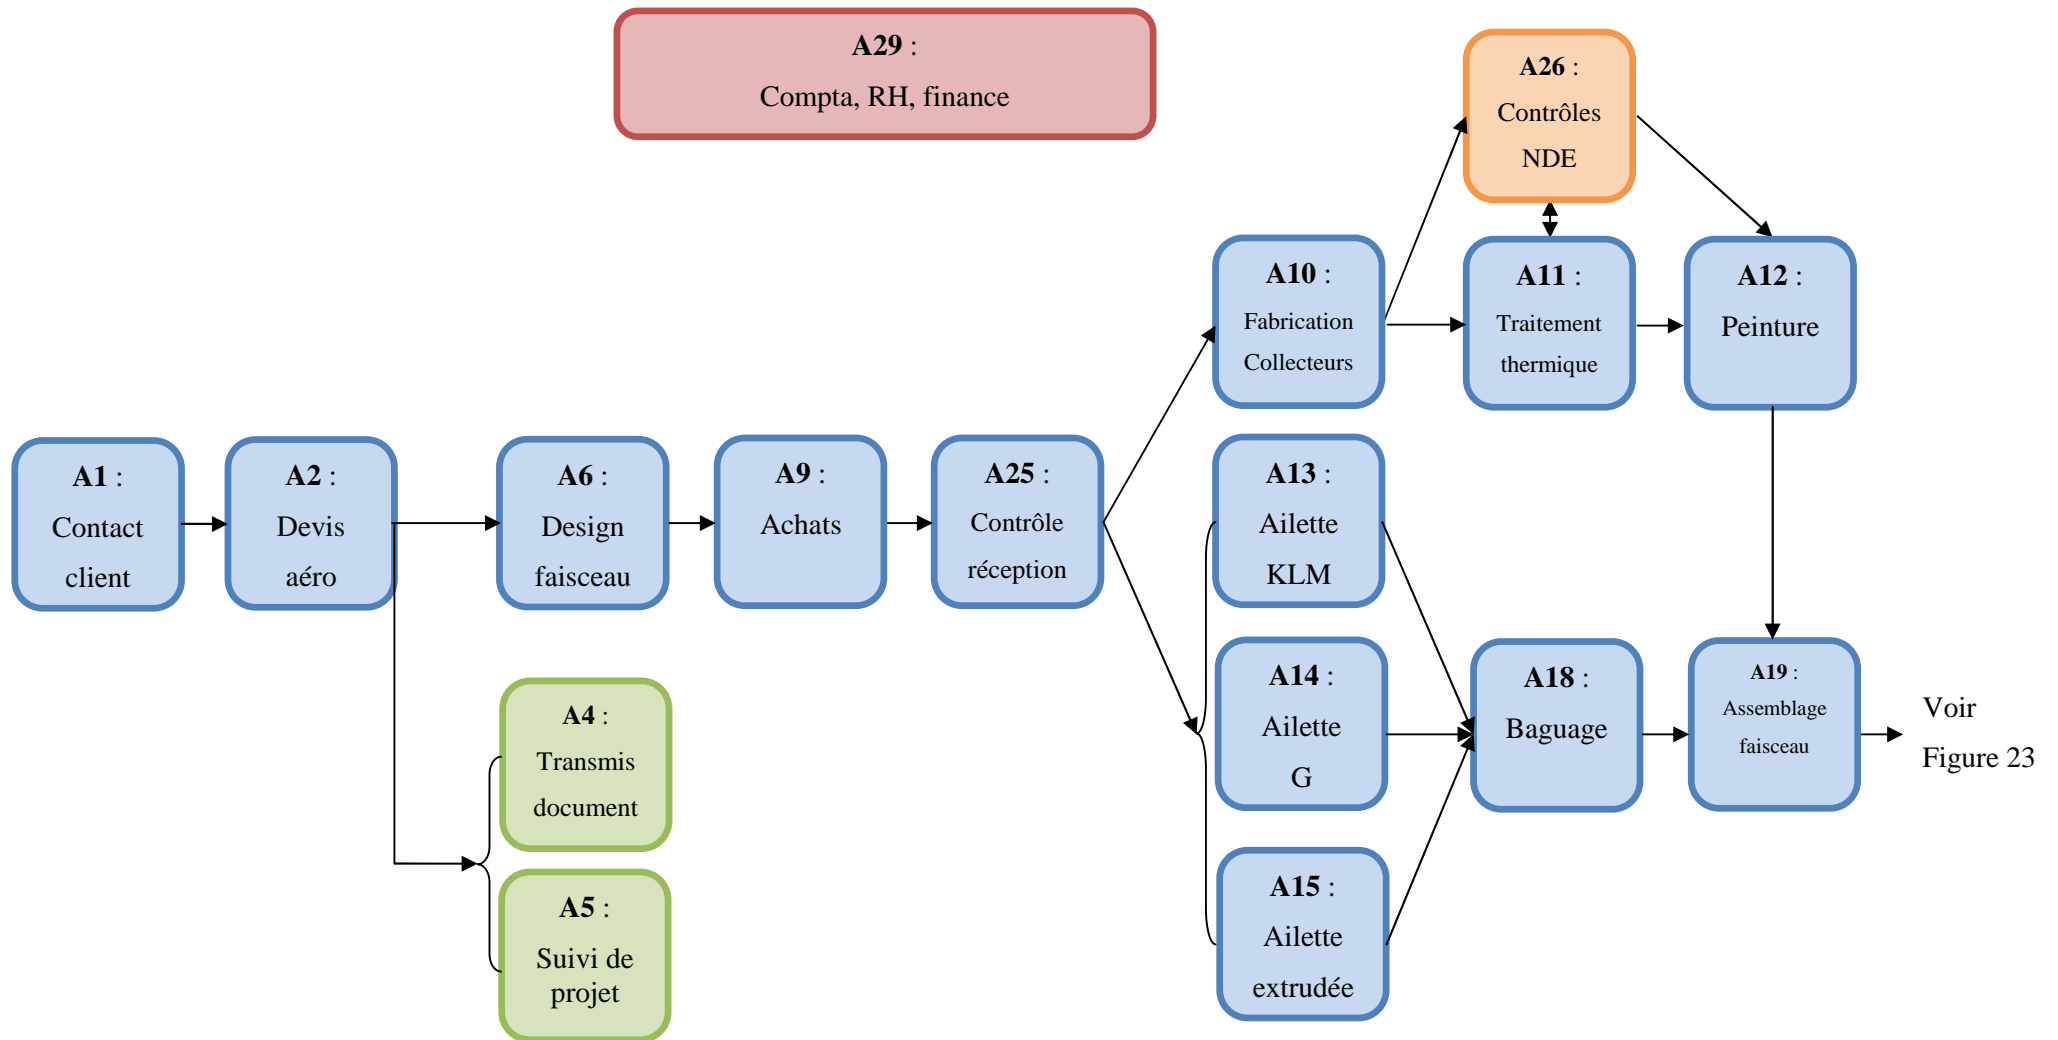 A29 :
Compta, RH, finance
A26 :
Contrôles
NDE
A10 :
Fabrication
Collecteurs
A11 :
Traitement
thermique
A12 :
Peinture
A1 :
Contact
client
A2 :
Devis
aéro
A6 :
Design
faisceau
A9 :
Achats
A25 :
Contrôle
réception
A13 :
Ailette
KLM
A4 :
Transmis
document
A14 :
Ailette
G
A18 :
Baguage
A19 :
Assemblage
faisceau
Voir
Figure 23
A5 :
Suivi de
projet
A15 :
Ailette
extrudée